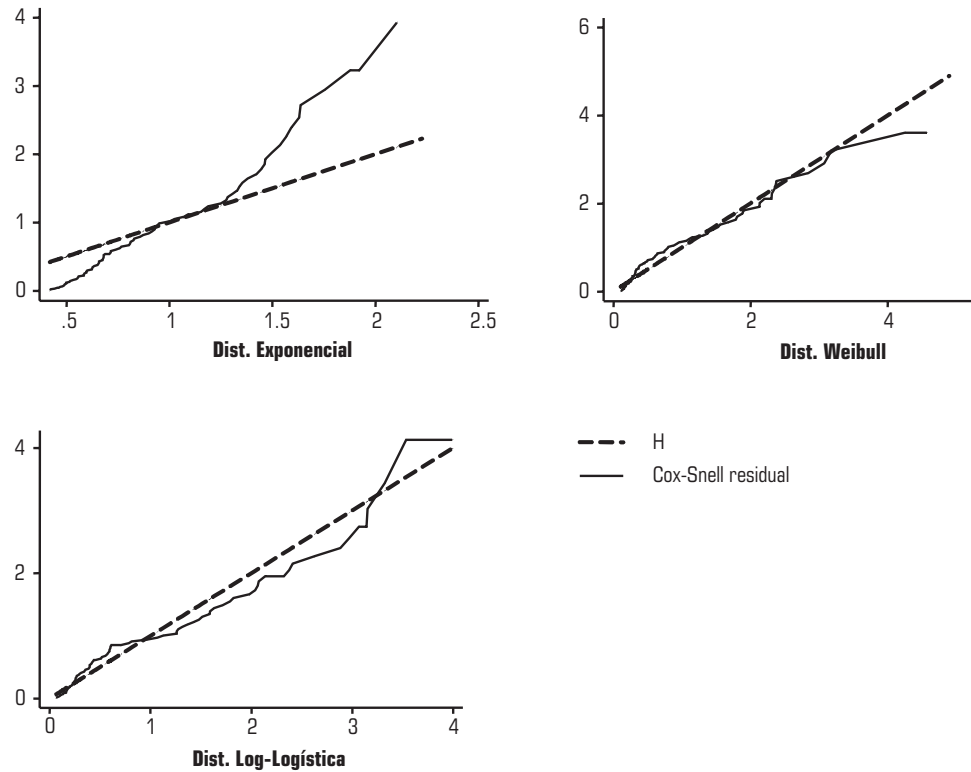 4
3
2
1
0
.5 1 1.5 2 2.5
Dist. Exponencial
6
4
2
0
0 2 4
Dist. Weibull
4
2
0
0 1 2 3 4
Dist. Log-Logística
H
Cox-Snell residual